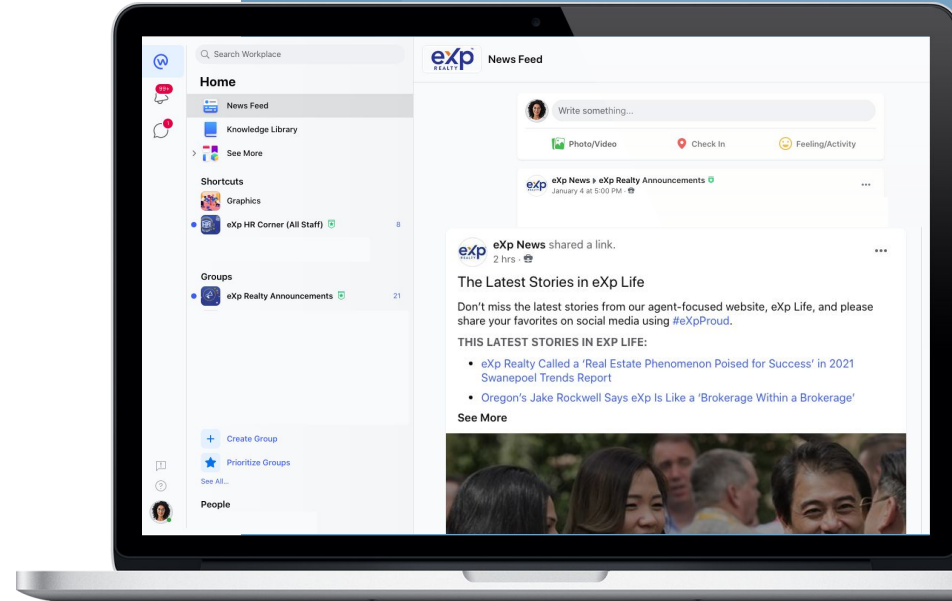 Search Workplace
Home
99+
News Feed
1
Knowledge Library
See More
Shortcuts
Graphics
eXp HR Corner (All Staff) 8
Groups
eXp Realty Announcements 21
Create Group
Prioritize Groups
See All...
People
eXp
REALTY
News Feed
Write something...
Photo/Video Check In Feeling/Activity
eXp
eXp News ▸ eXp Realty Announcements
January 4 at 5:00 PM ·
eXp
REALTY
eXp News shared a link.
2 hrs ·
The Latest Stories in eXp Life
Don't miss the latest stories from our agent-focused website, eXp Life, and please
share your favorites on social media using #eXpProud.
THIS LATEST STORIES IN EXP LIFE:
• eXp Realty Called a 'Real Estate Phenomenon Poised for Success' in 2021
Swanepoel Trends Report
• Oregon's Jake Rockwell Says eXp Is Like a 'Brokerage Within a Brokerage'
See More